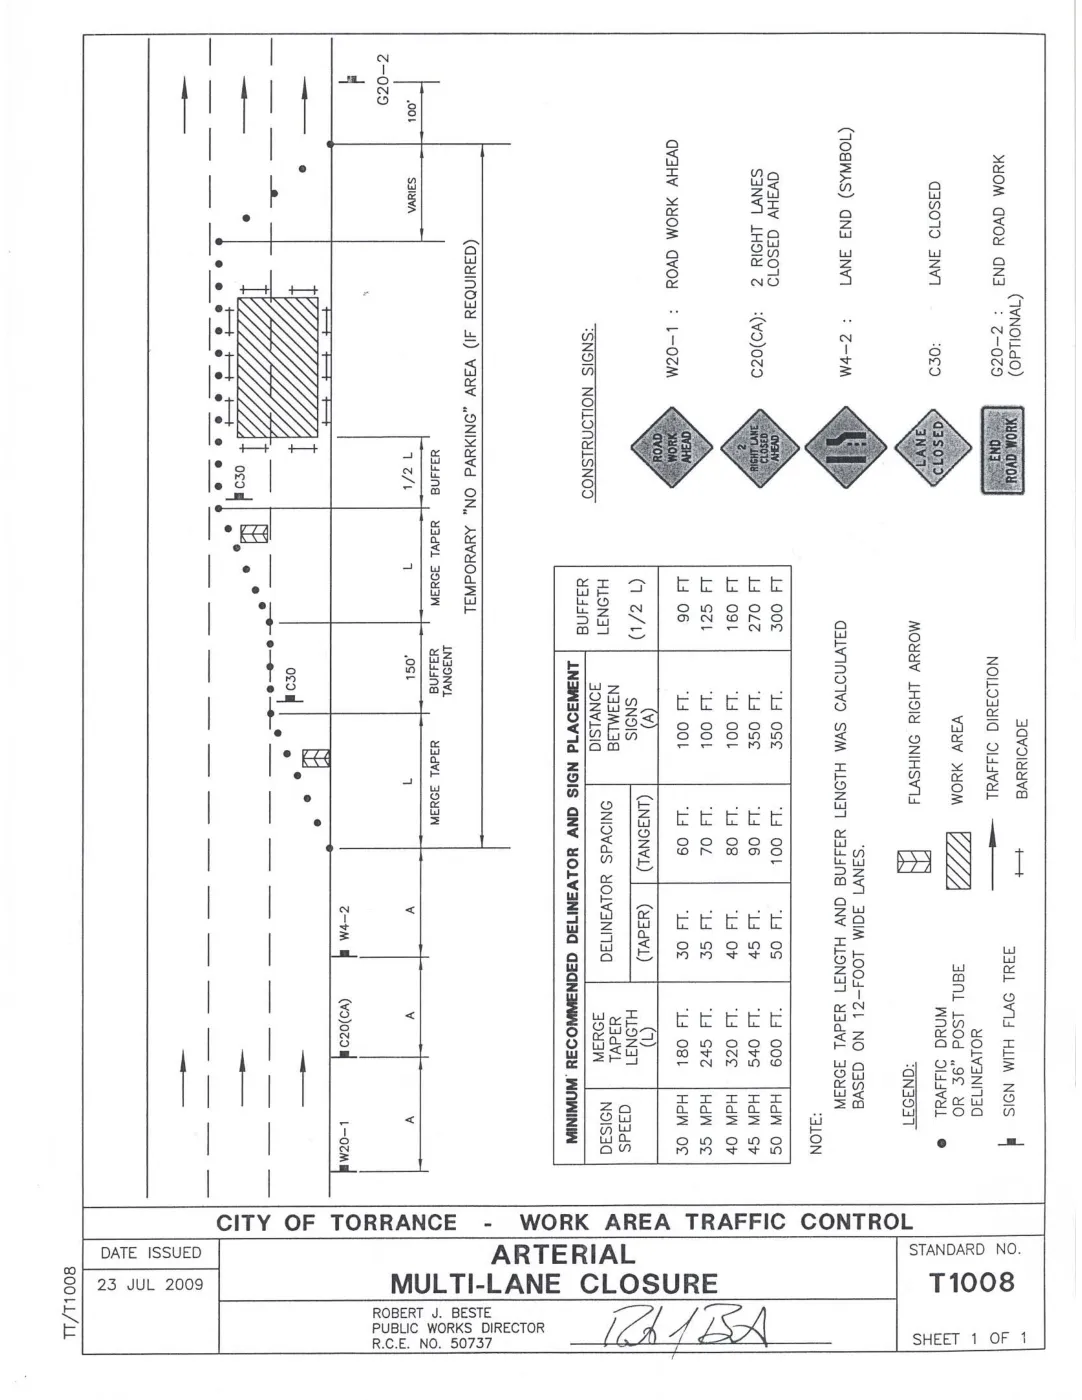 W20-1
C20(CA)
W4-2
C30
C30
G20-2
A
A
A
L
150'
L
1/2 L
VARIES
100'
MERGE TAPER
BUFFER
TANGENT
MERGE TAPER
BUFFER
TEMPORARY "NO PARKING" AREA (IF REQUIRED)
MINIMUM RECOMMENDED DELINEATOR AND SIGN PLACEMENT
DESIGN SPEED
MERGE TAPER LENGTH (L)
DELINEATOR SPACING
(TAPER) (TANGENT)
DISTANCE BETWEEN SIGNS (A)
BUFFER LENGTH (1/2 L)
30 MPH 180 FT. 30 FT. 60 FT. 100 FT. 90 FT
35 MPH 245 FT. 35 FT. 70 FT. 100 FT. 125 FT
40 MPH 320 FT. 40 FT. 80 FT. 100 FT. 160 FT
45 MPH 540 FT. 45 FT. 90 FT. 350 FT. 270 FT
50 MPH 600 FT. 50 FT. 100 FT. 350 FT. 300 FT
NOTE:
MERGE TAPER LENGTH AND BUFFER LENGTH WAS CALCULATED
BASED ON 12-FOOT WIDE LANES.
LEGEND:
TRAFFIC DRUM
OR 36" POST TUBE
DELINEATOR
SIGN WITH FLAG TREE
FLASHING RIGHT ARROW
WORK AREA
TRAFFIC DIRECTION
BARRICADE
CONSTRUCTION SIGNS:
ROAD
WORK
AHEAD
W20-1 : ROAD WORK AHEAD
2
RIGHT LANE
CLOSED
AHEAD
C20(CA): 2 RIGHT LANES
CLOSED AHEAD
W4-2 : LANE END (SYMBOL)
LANE
CLOSED
C30: LANE CLOSED
END
ROAD WORK
G20-2 : END ROAD WORK
(OPTIONAL)
CITY OF TORRANCE - WORK AREA TRAFFIC CONTROL
DATE ISSUED
23 JUL 2009
ARTERIAL
MULTI-LANE CLOSURE
ROBERT J. BESTE
PUBLIC WORKS DIRECTOR
R.C.E. NO. 50737
STANDARD NO.
T1008
SHEET 1 OF 1
TT/T1008